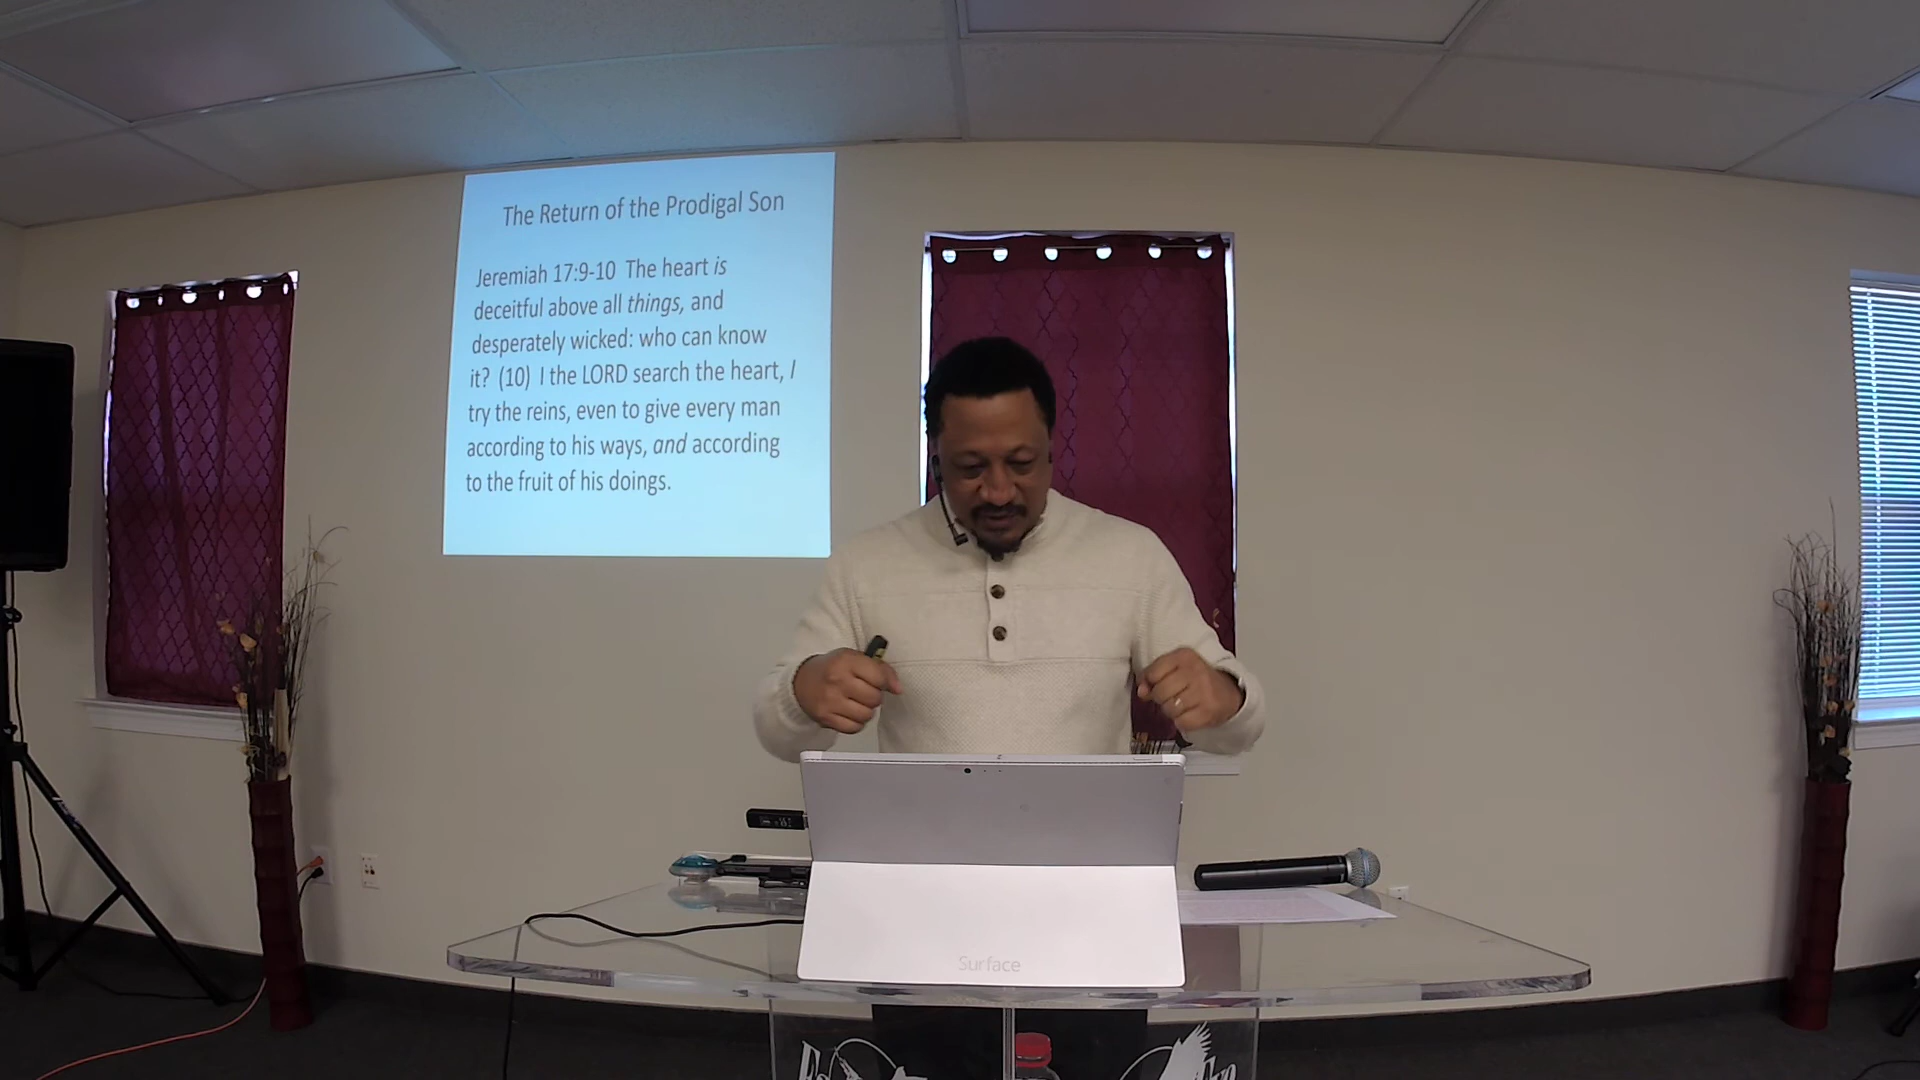 The Return of the Prodigal Son
Jeremiah 17:9-10 The heart is
deceitful above all things, and
desperately wicked: who can know
it? (10) I the LORD search the heart, I
try the reins, even to give every man
according to his ways, and according
to the fruit of his doings.
Surface